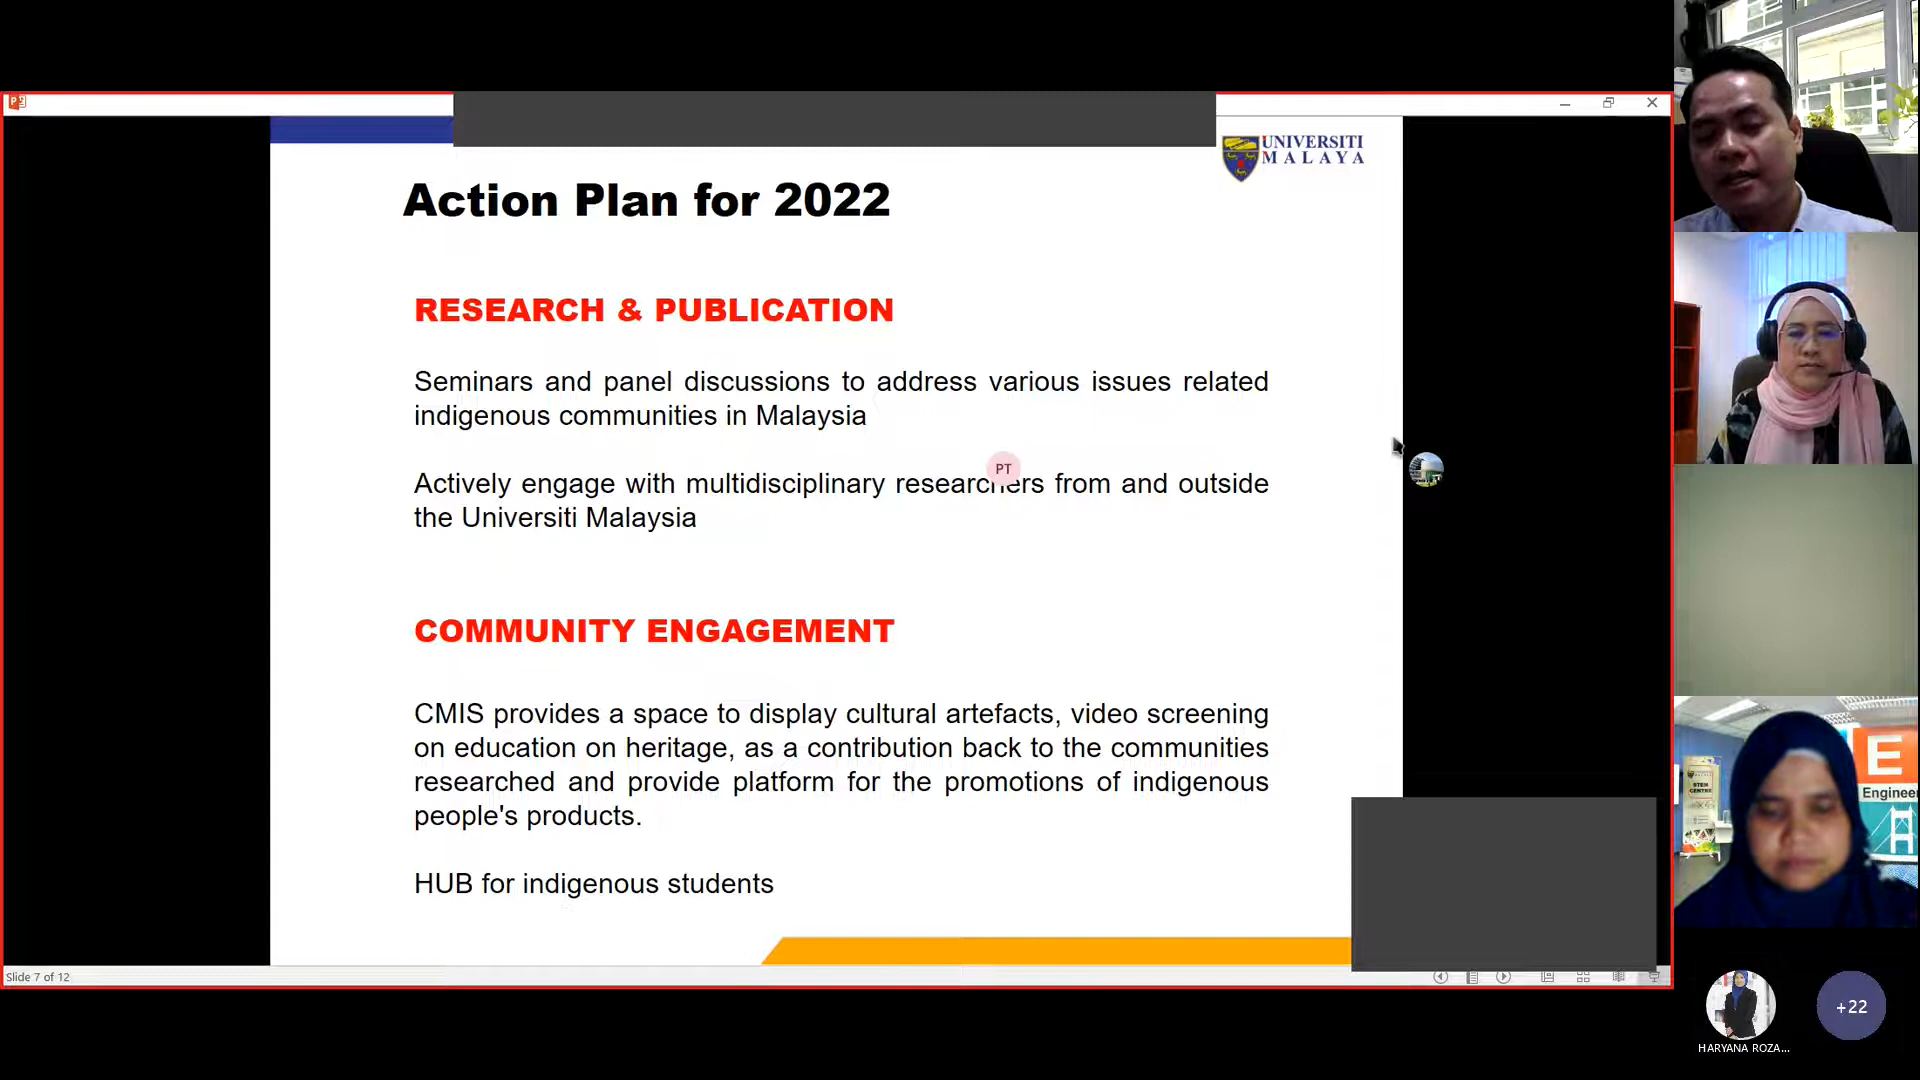 UNIVERSITI
MALAYA
Action Plan for 2022
RESEARCH & PUBLICATION
Seminars and panel discussions to address various issues related
indigenous communities in Malaysia
PT
Actively engage with multidisciplinary researchers from and outside
the Universiti Malaysia
COMMUNITY ENGAGEMENT
CMIS provides a space to display cultural artefacts, video screening
on education on heritage, as a contribution back to the communities
researched and provide platform for the promotions of indigenous
people's products.
HUB for indigenous students
Slide 7 of 12
E
Engineer
STEM
CENTRE
+22
HARYANA ROZA...